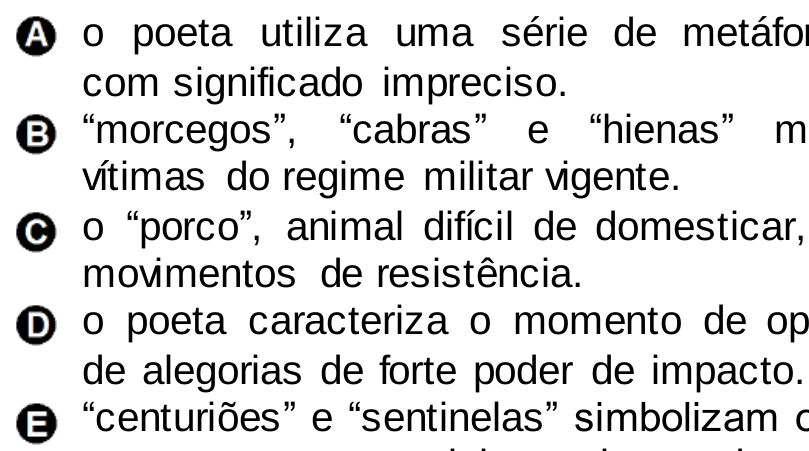 A o poeta utiliza uma série de
com significado impreciso.
B “morcegos”, “cabras” e “hienas”
vítimas do regime militar vigente.
C o “porco”, animal difícil de domesticar,
movimentos de resistência.
D o poeta caracteriza o momento de
de alegorias de forte poder de impacto.
E “centuriões” e “sentinelas” simbolizam